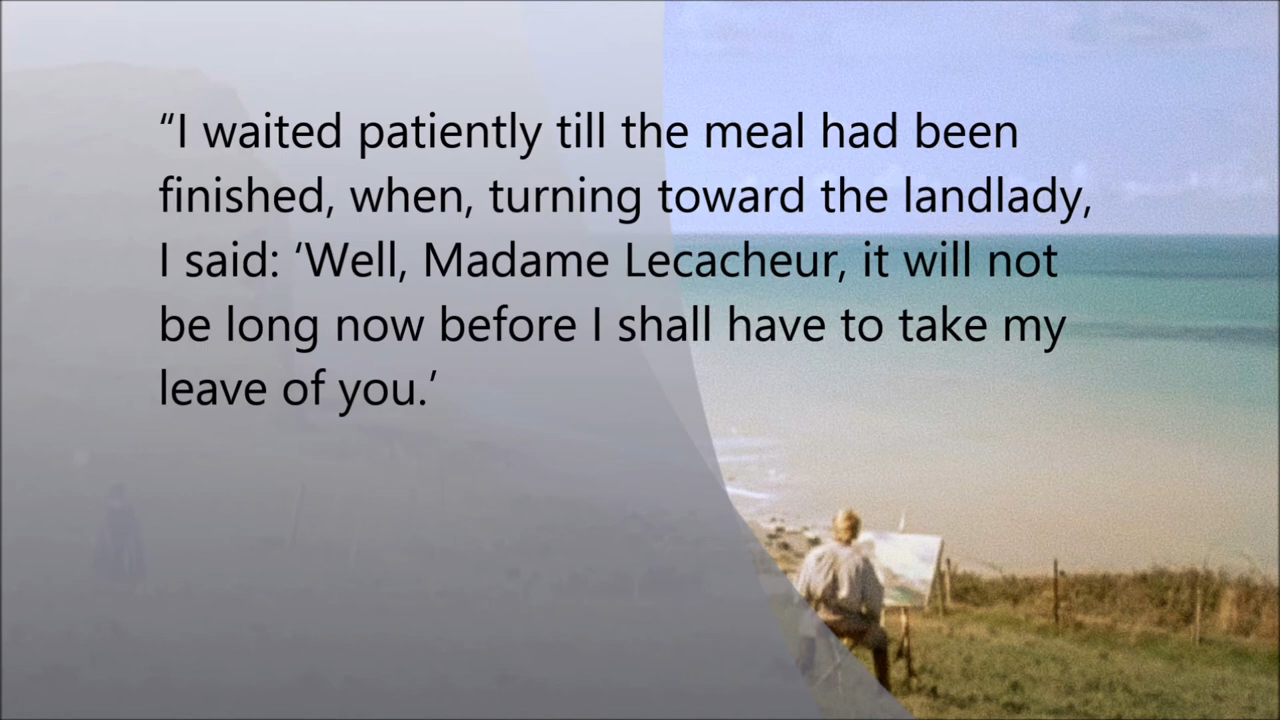 “I waited patiently till the meal had been
finished, when, turning toward the landlady,
I said: ‘Well, Madame Lecacheur, it will not
be long now before I shall have to take my
leave of you.’